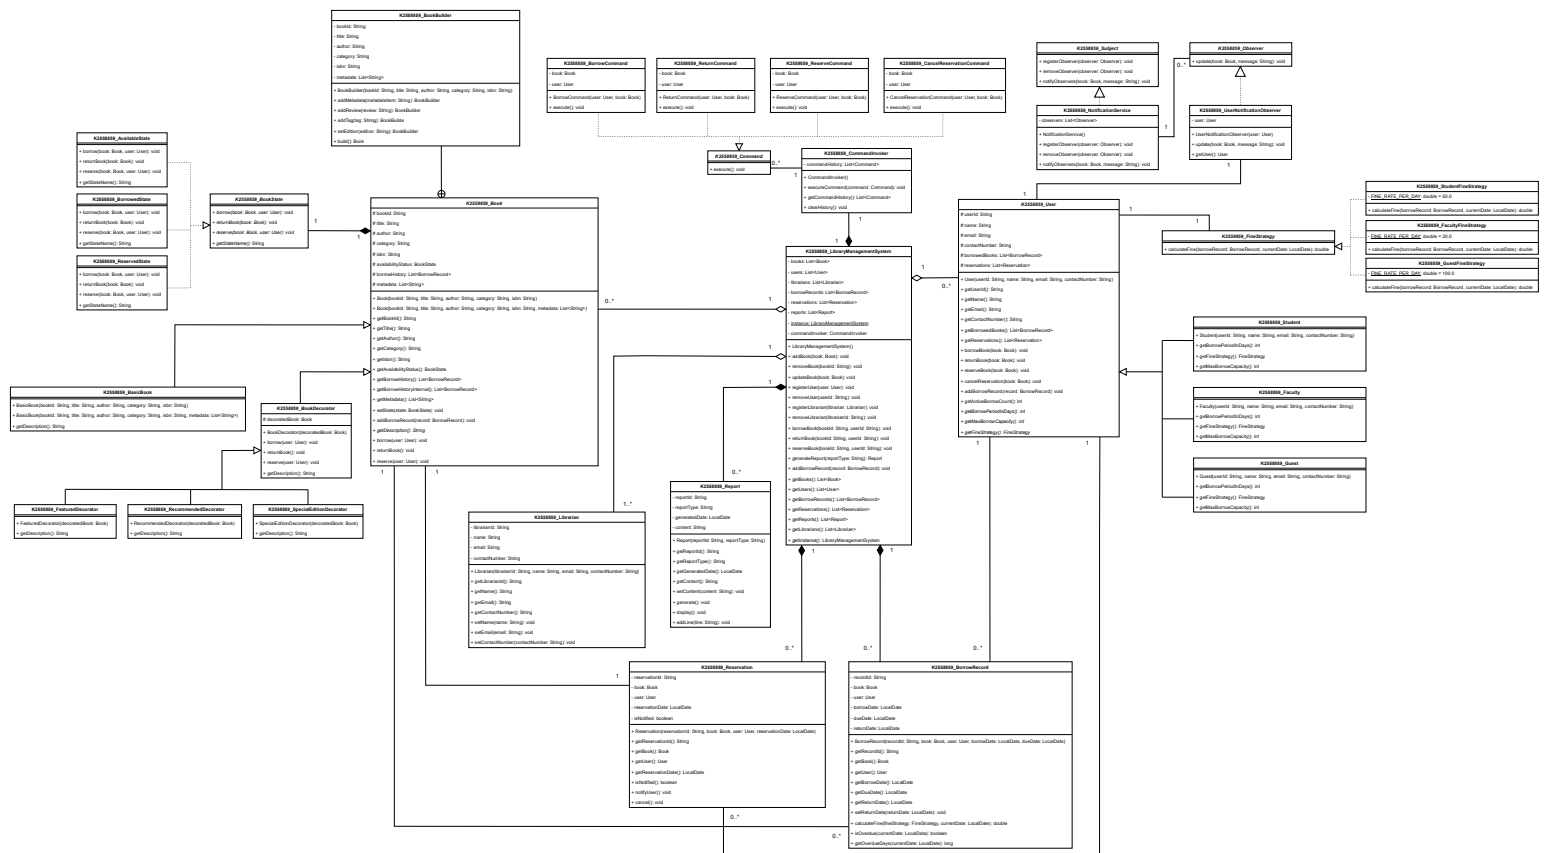 K2558859_BookBuilder
- bookId: String
- title: String
- author: String
- category: String
- isbn: String
- metadata: List<String>
+ BookBuilder(bookId: String, title: String, author: String, category: String, isbn: String)
+ addMetadata(metadataItem: String): BookBuilder
+ addReview(review: String): BookBuilder
+ addTag(tag: String): BookBuilde
+ setEdition(edition: String): BookBuilder
+ build(): Book
K2558859_BorrowCommand
- book: Book
- user: User
+ BorrowCommand(user: User, book: Book)
+ execute(): void
K2558859_ReturnCommand
- book: Book
- user: User
+ ReturnCommand(user: User, book: Book)
+ execute(): void
K2558859_ReserveCommand
- book: Book
- user: User
+ ReserveCommand(user: User, book: Book)
+ execute(): void
K2558859_CancelReservationCommand
- book: Book
- user: User
+ CancelReservationCommand(user: User, book: Book)
+ execute(): void
K2558859_Subject
+ registerObserver(observer: Observer): void
+ removeObserver(observer: Observer): void
+ notifyObservers(book: Book, message: String): void
K2558859_Observer
+ update(book: Book, message: String): void
0..*
1
K2558859_NotificationService
- observers: List<Observer>
+ NotificationService()
+ registerObserver(observer: Observer): void
+ removeObserver(observer: Observer): void
+ notifyObservers(book: Book, message: String): void
K2558859_UserNotificationObserver
- user: User
+ UserNotificationObserver(user: User)
+ update(book: Book, message: String): void
+ getUser(): User
1
1
K2558859_AvailableState
+ borrow(book: Book, user: User): void
+ returnBook(book: Book): void
+ reserve(book: Book, user: User): void
+ getStateName(): String
K2558859_BorrowedState
+ borrow(book: Book, user: User): void
+ returnBook(book: Book): void
+ reserve(book: Book, user: User): void
+ getStateName(): String
K2558859_ReservedState
+ borrow(book: Book, user: User): void
+ returnBook(book: Book): void
+ reserve(book: Book, user: User): void
+ getStateName(): String
K2558859_BookState
+ borrow(book: Book, user: User): void
+ returnBook(book: Book): void
+ reserve(book: Book, user: User): void
+ getStateName(): String
1
1
K2558859_Command
+ execute(): void
0..*
1
K2558859_CommandInvoker
- commandHistory: List<Command>
+ CommandInvoker()
+ executeCommand(command: Command): void
+ getCommandHistory(): List<Command>
+ clearHistory(): void
1
1
K2558859_Book
# bookId: String
# title: String
# author: String
# category: String
# isbn: String
# availabilityStatus: BookState
# borrowHistory: List<BorrowRecord>
# metadata: List<String>
+ Book(bookId: String, title: String, author: String, category: String, isbn: String)
+ Book(bookId: String, title: String, author: String, category: String, isbn: String, metadata: List<String>)
+ getBookId(): String
+ getTitle(): String
+ getAuthor(): String
+ getCategory(): String
+ getIsbn(): String
+ getAvailabilityStatus(): BookState
+ getBorrowHistory(): List<BorrowRecord>
+ getBorrowHistoryInternal(): List<BorrowRecord>
+ getMetadata(): List<String>
+ setState(state: BookState): void
+ addBorrowRecord(record: BorrowRecord): void
+ getDescription(): String
+ borrow(user: User): void
+ returnBook(): void
+ reserve(user: User): void
K2558859_LibraryManagementSystem
- books: List<Book>
- users: List<User>
- librarians: List<Librarian>
- borrowRecords: List<BorrowRecord>
- reservations: List<Reservation>
- reports: List<Report>
- instance: LibraryManagementSystem
- commandInvoker: CommandInvoker
+ LibraryManagementSystem()
+ addBook(book: Book): void
+ removeBook(bookId: String): void
+ updateBook(book: Book): void
+ registerUser(user: User): void
+ removeUser(userId: String): void
+ registerLibrarian(librarian: Librarian): void
+ removeLibrarian(librarianId: String): void
+ borrowBook(bookId: String, userId: String): void
+ returnBook(bookId: String, userId: String): void
+ reserveBook(bookId: String, userId: String): void
+ generateReport(reportType: String): Report
+ addBorrowRecord(record: BorrowRecord): void
+ getBooks(): List<Book>
+ getUsers(): List<User>
+ getBorrowRecords(): List<BorrowRecord>
+ getReservations(): List<Reservation>
+ getReports(): List<Report>
+ getLibrarians(): List<Librarian>
+ getInstance(): LibraryManagementSystem
0..*
1
1
1
1
0..*
K2558859_User
# userId: String
# name: String
# email: String
# contactNumber: String
# borrowedBooks: List<BorrowRecord>
# reservations: List<Reservation>
+ User(userId: String, name: String, email: String, contactNumber: String)
+ getUserId(): String
+ getName(): String
+ getEmail(): String
+ getContactNumber(): String
+ getBorrowedBooks(): List<BorrowRecord>
+ getReservations(): List<Reservation>
+ borrowBook(book: Book): void
+ returnBook(book: Book): void
+ reserveBook(book: Book): void
+ cancelReservation(book: Book): void
+ addBorrowRecord(record: BorrowRecord): void
+ getActiveBorrowCount(): int
+ getBorrowPeriodInDays(): int
+ getMaxBorrowCapacity(): int
+ getFineStrategy(): FineStrategy
1
1
K2558859_FineStrategy
+ calculateFine(borrowRecord: BorrowRecord, currentDate: LocalDate): double
K2558859_StudentFineStrategy
- FINE_RATE_PER_DAY: double = 50.0
+ calculateFine(borrowRecord: BorrowRecord, currentDate: LocalDate): double
K2558859_FacultyFineStrategy
- FINE_RATE_PER_DAY: double = 20.0
+ calculateFine(borrowRecord: BorrowRecord, currentDate: LocalDate): double
K2558859_GuestFineStrategy
- FINE_RATE_PER_DAY: double = 100.0
+ calculateFine(borrowRecord: BorrowRecord, currentDate: LocalDate): double
K2558859_Student
+ Student(userId: String, name: String, email: String, contactNumber: String)
+ getBorrowPeriodInDays(): int
+ getFineStrategy(): FineStrategy
+ getMaxBorrowCapacity(): int
K2558859_Faculty
+ Faculty(userId: String, name: String, email: String, contactNumber: String)
+ getBorrowPeriodInDays(): int
+ getFineStrategy(): FineStrategy
+ getMaxBorrowCapacity(): int
K2558859_Guest
+ Guest(userId: String, name: String, email: String, contactNumber: String)
+ getBorrowPeriodInDays(): int
+ getFineStrategy(): FineStrategy
+ getMaxBorrowCapacity(): int
K2558859_BasicBook
+ BasicBook(bookId: String, title: String, author: String, category: String, isbn: String)
+ BasicBook(bookId: String, title: String, author: String, category: String, isbn: String, metadata: List<String>)
+ getDescription(): String
K2558859_BookDecorator
# decoratedBook: Book
+ BookDecorator(decoratedBook: Book)
+ borrow(user: User): void
+ returnBook(): void
+ reserve(user: User): void
+ getDescription(): String
K2558859_FeaturedDecorator
+ FeaturedDecorator(decoratedBook: Book)
+ getDescription(): String
K2558859_RecommendedDecorator
+ RecommendedDecorator(decoratedBook: Book)
+ getDescription(): String
K2558859_SpecialEditionDecorator
+ SpecialEditionDecorator(decoratedBook: Book)
+ getDescription(): String
1
1
1..*
0..*
K2558859_Librarian
- librarianId: String
- name: String
- email: String
- contactNumber: String
+ Librarian(librarianId: String, name: String, email: String, contactNumber: String)
+ getLibrarianId(): String
+ getName(): String
+ getEmail(): String
+ getContactNumber(): String
+ setName(name: String): void
+ setEmail(email: String): void
+ setContactNumber(contactNumber: String): void
K2558859_Report
- reportId: String
- reportType: String
- generatedDate: LocalDate
- content: String
+ Report(reportId: String, reportType: String)
+ getReportId(): String
+ getReportType(): String
+ getGeneratedDate(): LocalDate
+ getContent(): String
+ setContent(content: String): void
+ generate(): void
+ display(): void
+ addLine(line: String): void
1
1
1
1
0..*
0..*
0..*
1
K2558859_Reservation
- reservationId: String
- book: Book
- user: User
- reservationDate: LocalDate
- isNotified: boolean
+ Reservation(reservationId: String, book: Book, user: User, reservationDate: LocalDate)
+ getReservationId(): String
+ getBook(): Book
+ getUser(): User
+ getReservationDate(): LocalDate
+ isNotified(): boolean
+ notifyUser(): void
+ cancel(): void
K2558859_BorrowRecord
- recordId: String
- book: Book
- user: User
- borrowDate: LocalDate
- dueDate: LocalDate
- returnDate: LocalDate
+ BorrowRecord(recordId: String, book: Book, user: User, borrowDate: LocalDate, dueDate: LocalDate)
+ getRecordId(): String
+ getBook(): Book
+ getUser(): User
+ getBorrowDate(): LocalDate
+ getDueDate(): LocalDate
+ getReturnDate(): LocalDate
+ setReturnDate(returnDate: LocalDate): void
+ calculateFine(fineStrategy: FineStrategy, currentDate: LocalDate): double
+ isOverdue(currentDate: LocalDate): boolean
+ getOverdueDays(currentDate: LocalDate): long
0..*
0..*